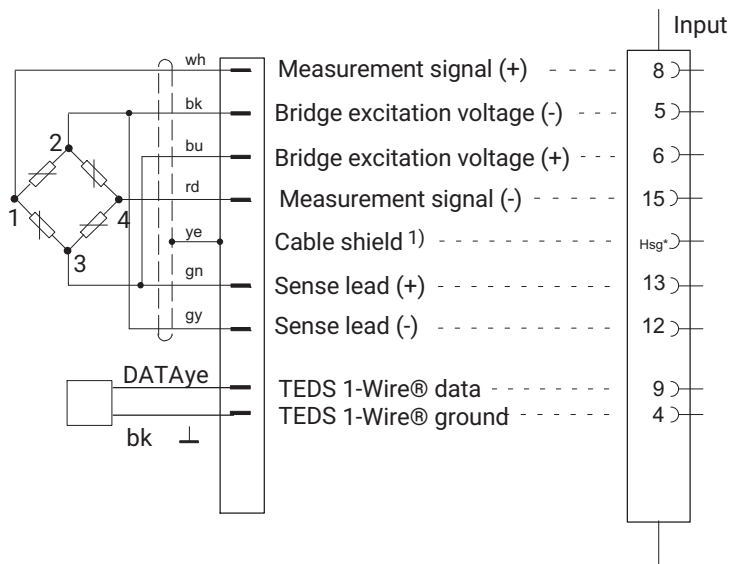 Input
wh Measurement signal (+) 8
bk Bridge excitation voltage (-) 5
2 bu Bridge excitation voltage (+) 6
1 4 rd Measurement signal (-) 15
3 ye Cable shield 1) Hsg*
gn Sense lead (+) 13
gy Sense lead (-) 12
DATAye TEDS 1-Wire® data 9
TEDS 1-Wire® ground 4
bk